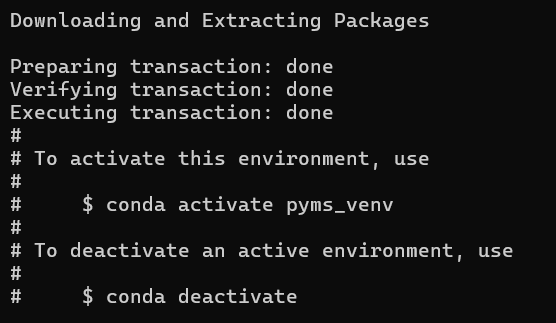 Downloading and Extracting Packages
Preparing transaction: done
Verifying transaction: done
Executing transaction: done
#
# To activate this environment, use
#
#     $ conda activate pyms_venv
#
# To deactivate an active environment, use
#
#     $ conda deactivate